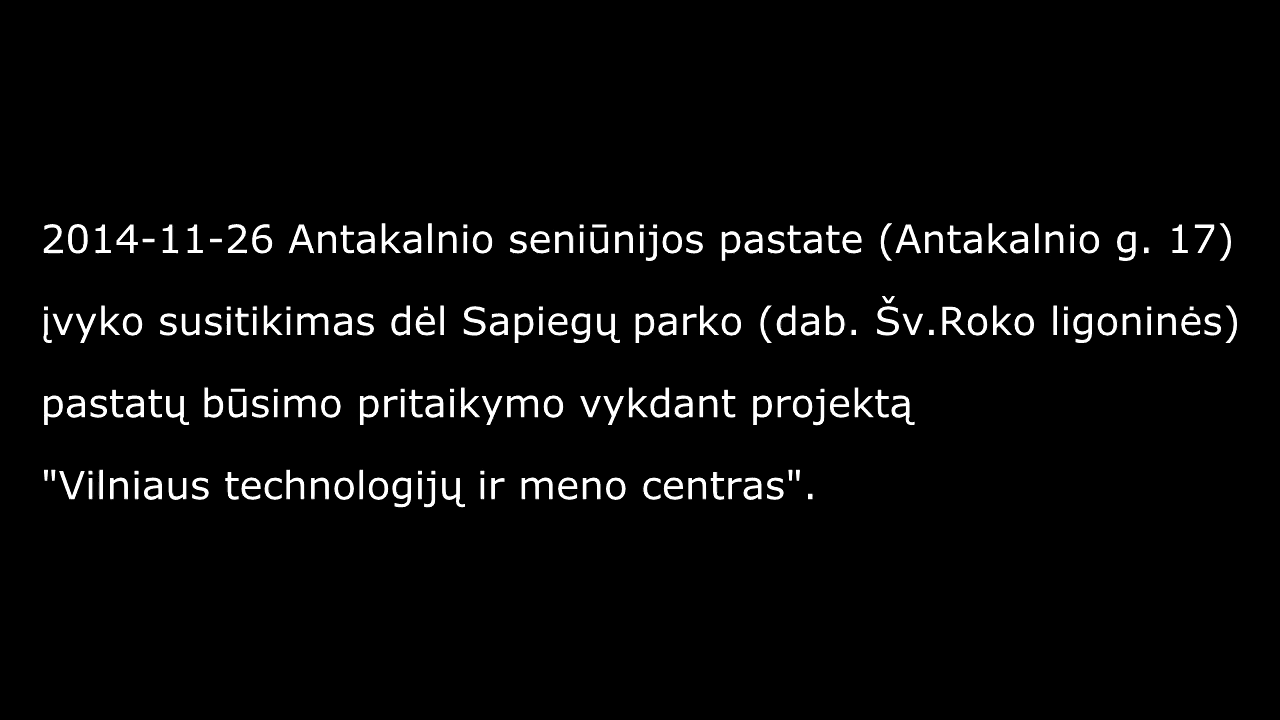 2014-11-26 Antakalnio seniūnijos pastate (Antakalnio g. 17)
įvyko susitikimas dėl Sapiegų parko (dab. Šv.Roko ligoninės)
pastatų būsimo pritaikymo vykdant projektą
"Vilniaus technologijų ir meno centras".